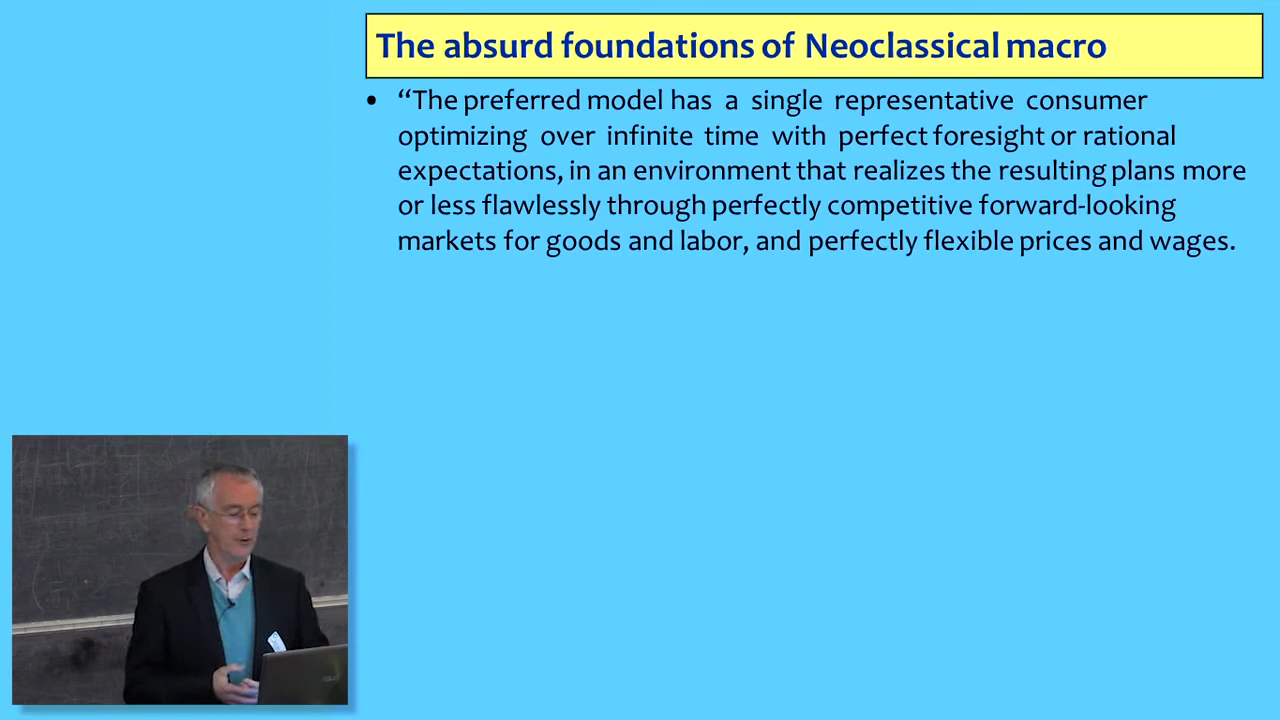 The absurd foundations of Neoclassical macro
• “The preferred model has a single representative consumer
optimizing over infinite time with perfect foresight or rational
expectations, in an environment that realizes the resulting plans more
or less flawlessly through perfectly competitive forward-looking
markets for goods and labor, and perfectly flexible prices and wages.